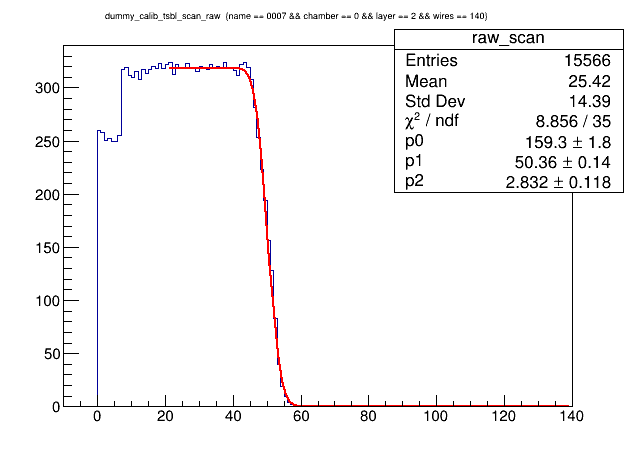 dummy_calib_tsbl_scan_raw (name == 0007 && chamber == 0 && layer == 2 && wires == 140)
raw_scan
Entries 15566
Mean 25.42
Std Dev 14.39
χ² / ndf 8.856 / 35
p0 159.3 ± 1.8
p1 50.36 ± 0.14
p2 2.832 ± 0.118
300
250
200
150
100
50
0
0 20 40 60 80 100 120 140